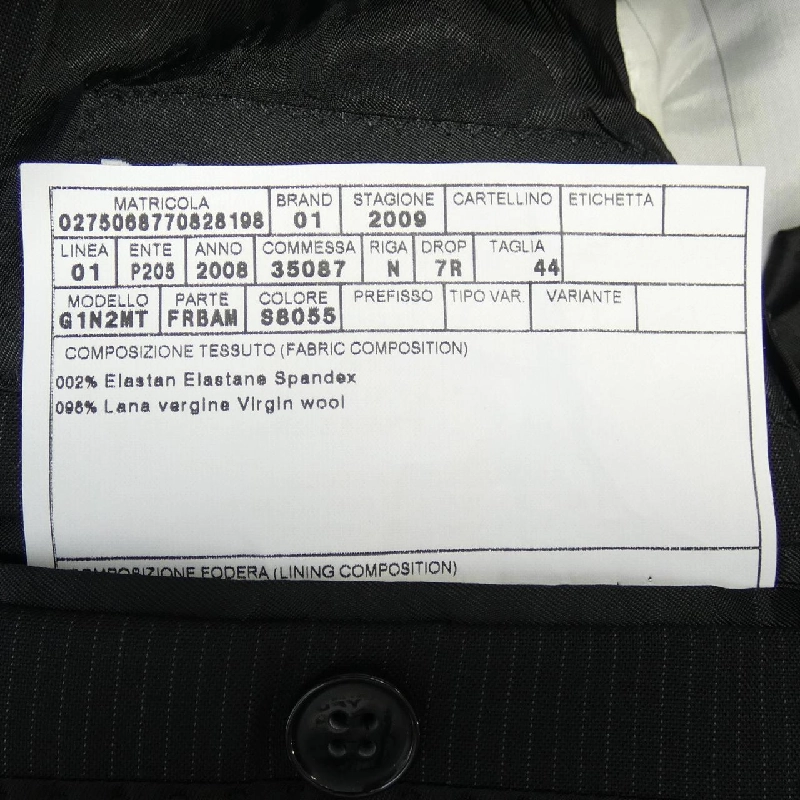 MATRICOLA BRAND STAGIONE CARTELLINO ETICHETTA
0275068770828198 01 2009
LINEA ENTE ANNO COMMESSA RIGA DROP TAGLIA
01 P205 2008 35087 N 7R 44
MODELLO PARTE COLORE PREFISSO TIPO VAR. VARIANTE
G1N2MT FRBAM S8055
COMPOSIZIONE TESSUTO (FABRIC COMPOSITION)
002% Elastan Elastane Spandex
098% Lana vergine Virgin wool
COMPOSIZIONE FODERA (LINING COMPOSITION)